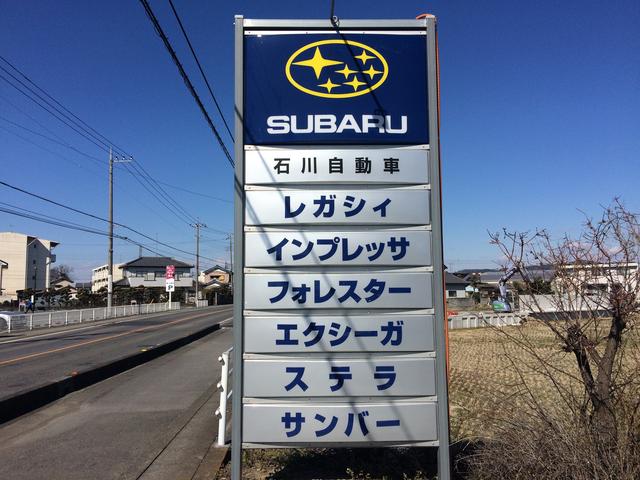 SUBARU
石川自動車
レガシィ
インプレッサ
フォレスター
エクシーガ
ステラ
サンバー